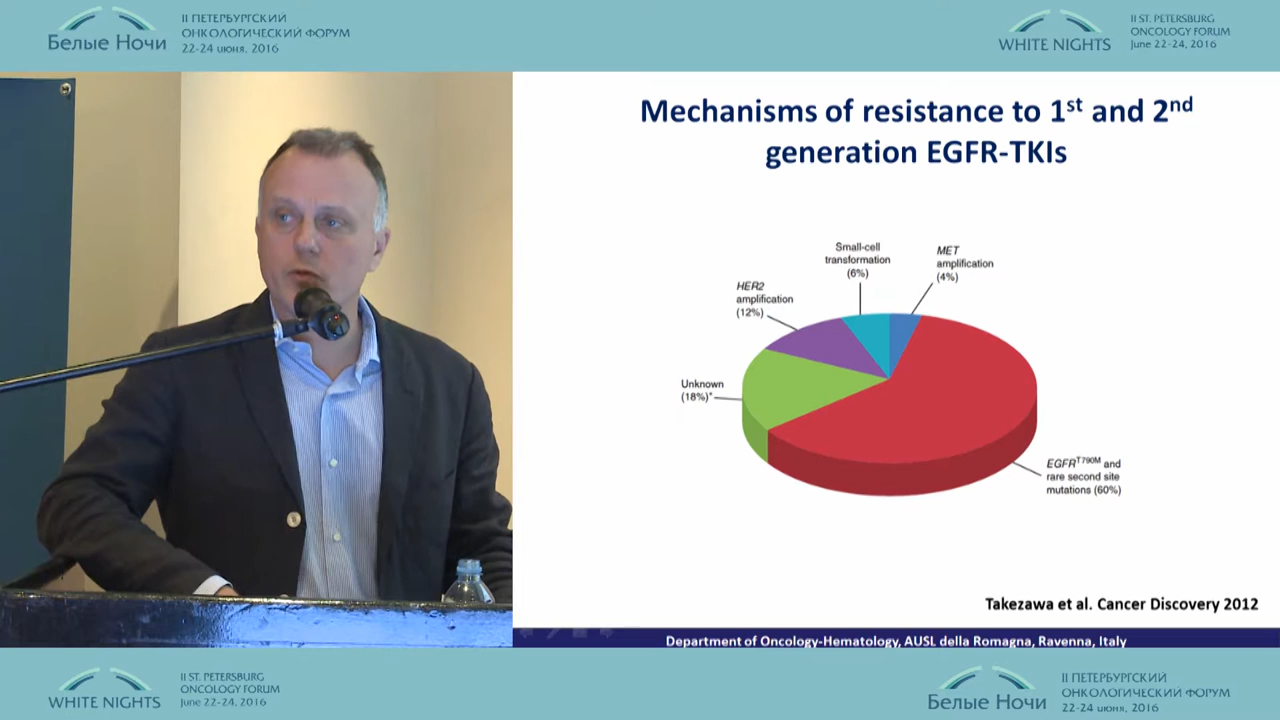 Белые Ночи
II ПЕТЕРБУРГСКИЙ
ОНКОЛОГИЧЕСКИЙ ФОРУМ
22-24 июня, 2016
WHITE NIGHTS
II ST. PETERSBURG
ONCOLOGY FORUM
June 22-24, 2016
Mechanisms of resistance to 1st and 2nd
generation EGFR-TKIs
Small-cell
transformation
(6%)
MET
amplification
(4%)
HER2
amplification
(12%)
Unknown
(18%)*
EGFRT790M and
rare second site
mutations (60%)
Takezawa et al. Cancer Discovery 2012
Department of Oncology-Hematology, AUSL della Romagna, Ravenna, Italy
WHITE NIGHTS
II ST. PETERSBURG
ONCOLOGY FORUM
June 22-24, 2016
Белые Ночи
II ПЕТЕРБУРГСКИЙ
ОНКОЛОГИЧЕСКИЙ ФОРУМ
22-24 июня, 2016